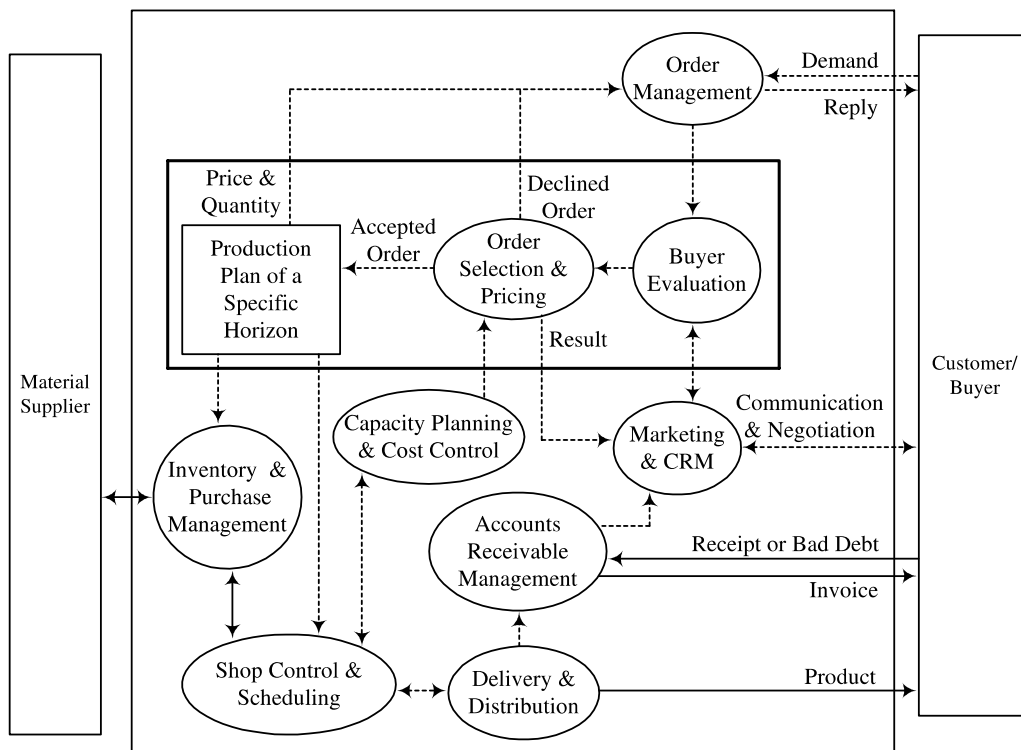 Order
Management
Demand
Reply
Price &
Quantity
Declined
Order
Accepted
Order
Production
Plan of a
Specific
Horizon
Order
Selection &
Pricing
Buyer
Evaluation
Result
Material
Supplier
Customer/
Buyer
Capacity Planning
& Cost Control
Marketing
& CRM
Communication
& Negotiation
Inventory &
Purchase
Management
Accounts
Receivable
Management
Receipt or Bad Debt
Invoice
Shop Control &
Scheduling
Delivery &
Distribution
Product